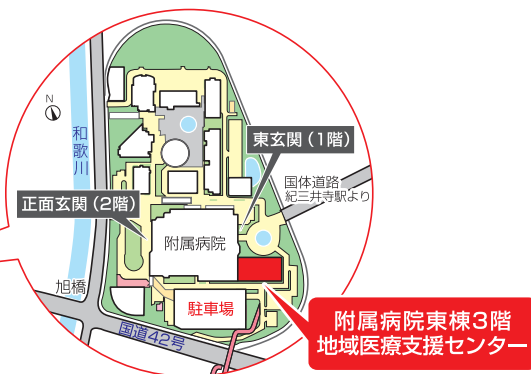 N
和歌川
東玄関（1階）
国体道路
紀三井寺駅より
正面玄関（2階）
附属病院
旭橋
駐車場
国道42号
附属病院東棟3階
地域医療支援センター